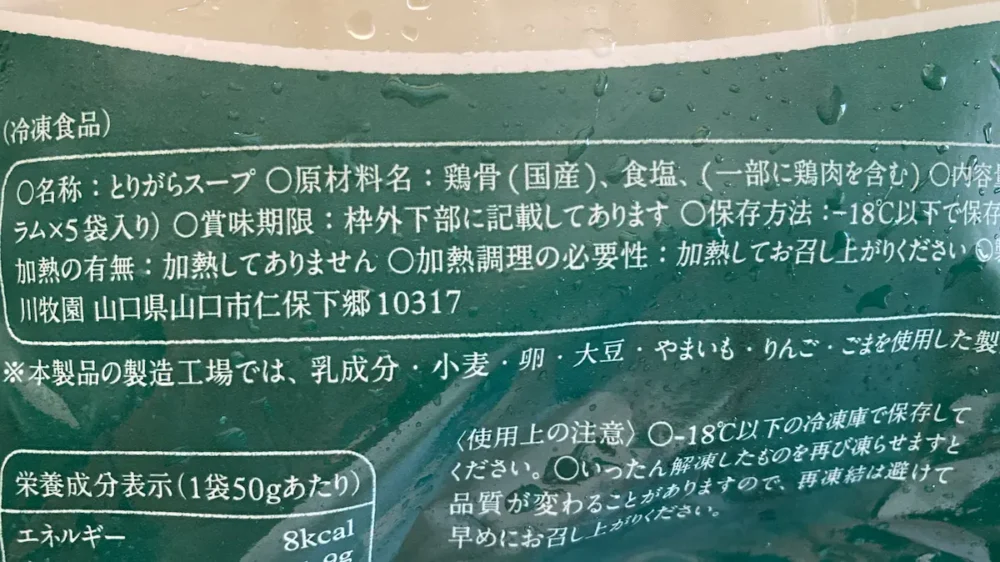 (冷凍食品)
○名称：とりがらスープ ○原材料名：鶏骨(国産)、食塩、(一部に鶏肉を含む) ○内容
ラム×5袋入り) ○賞味期限：枠外下部に記載してあります ○保存方法：-18℃以下で保存
加熱の有無：加熱してありません ○加熱調理の必要性：加熱してお召し上がりください ○
川牧園 山口県山口市仁保下郷10317
※本製品の製造工場では、乳成分・小麦・卵・大豆・やまいも・りんご・ごまを使用した製
〈使用上の注意〉○-18℃以下の冷凍庫で保存して
ください。○いったん解凍したものを再び凍らせますと
品質が変わることがありますので、再凍結は避けて
早めにお召し上がりください。
栄養成分表示(1袋50gあたり)
エネルギー 8kcal